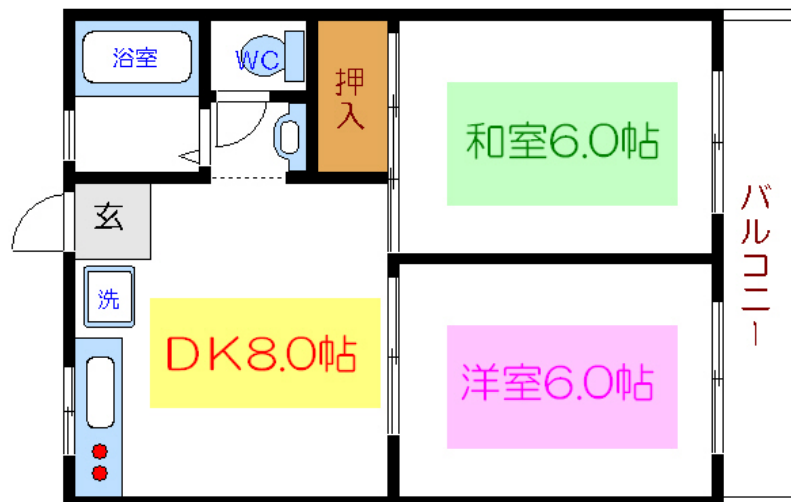 浴室
WC
押入
和室6.0帖
バルコニー
玄
洗
DK8.0帖
洋室6.0帖